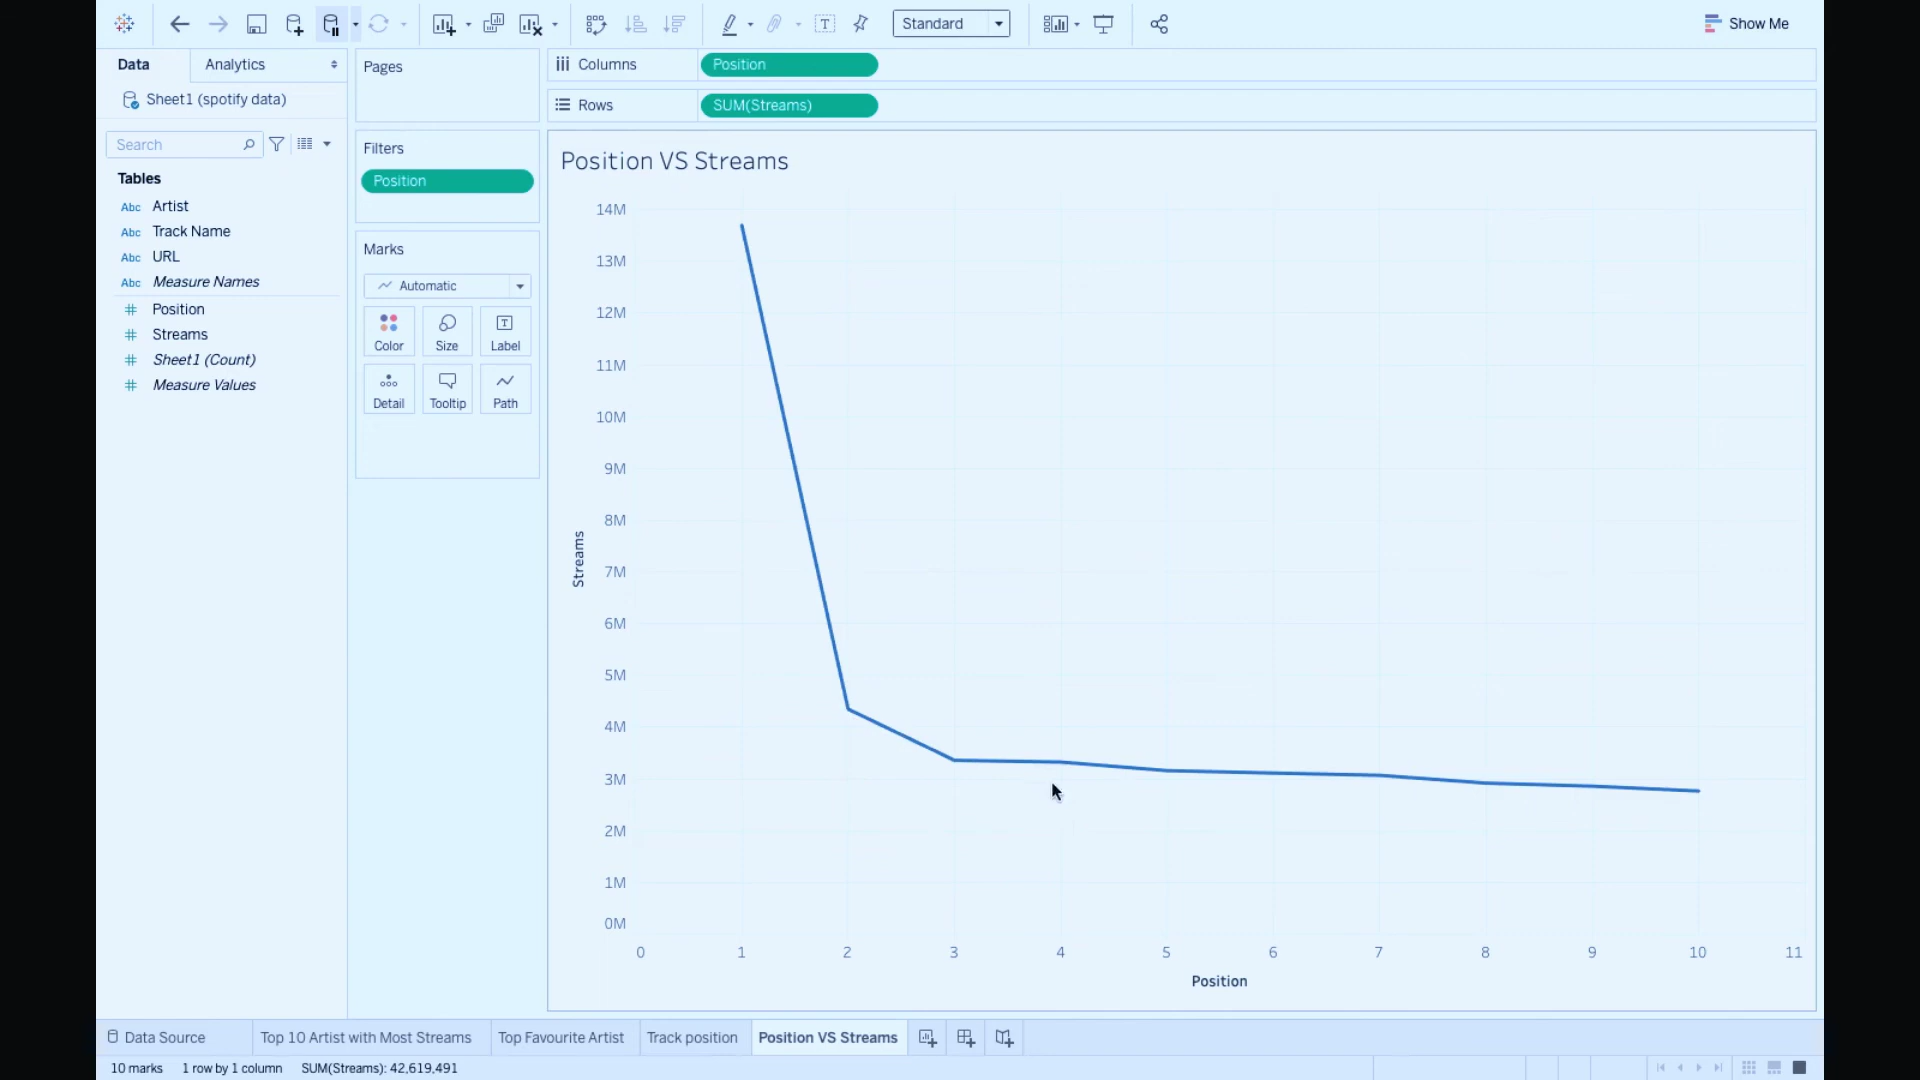 Standard
Show Me
Data
Analytics
Sheet1 (spotify data)
Search
Tables
Abc Artist
Abc Track Name
Abc URL
Abc Measure Names
Position
Streams
Sheet1 (Count)
Measure Values
Pages
Filters
Position
Marks
Automatic
Color
Size
Label
Detail
Tooltip
Path
Columns
Position
Rows
SUM(Streams)
Position VS Streams
14M
13M
12M
11M
10M
9M
8M
7M
6M
5M
4M
3M
2M
1M
0M
Streams
0 1 2 3 4 5 6 7 8 9 10 11
Position
Data Source
Top 10 Artist with Most Streams
Top Favourite Artist
Track position
Position VS Streams
10 marks 1 row by 1 column SUM(Streams): 42,619,491